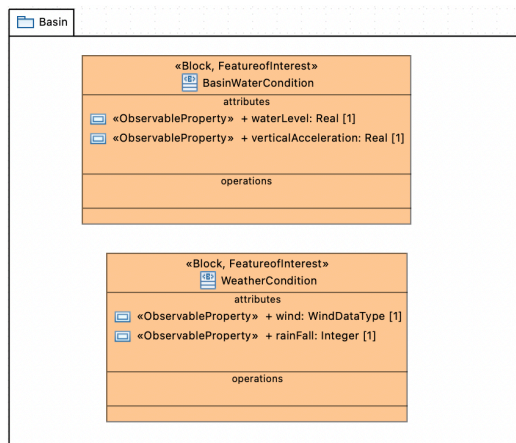 Basin
«Block, FeatureofInterest»
BasinWaterCondition
attributes
«ObservableProperty» + waterLevel: Real [1]
«ObservableProperty» + verticalAcceleration: Real [1]
operations
«Block, FeatureofInterest»
WeatherCondition
attributes
«ObservableProperty» + wind: WindDataType [1]
«ObservableProperty» + rainFall: Integer [1]
operations